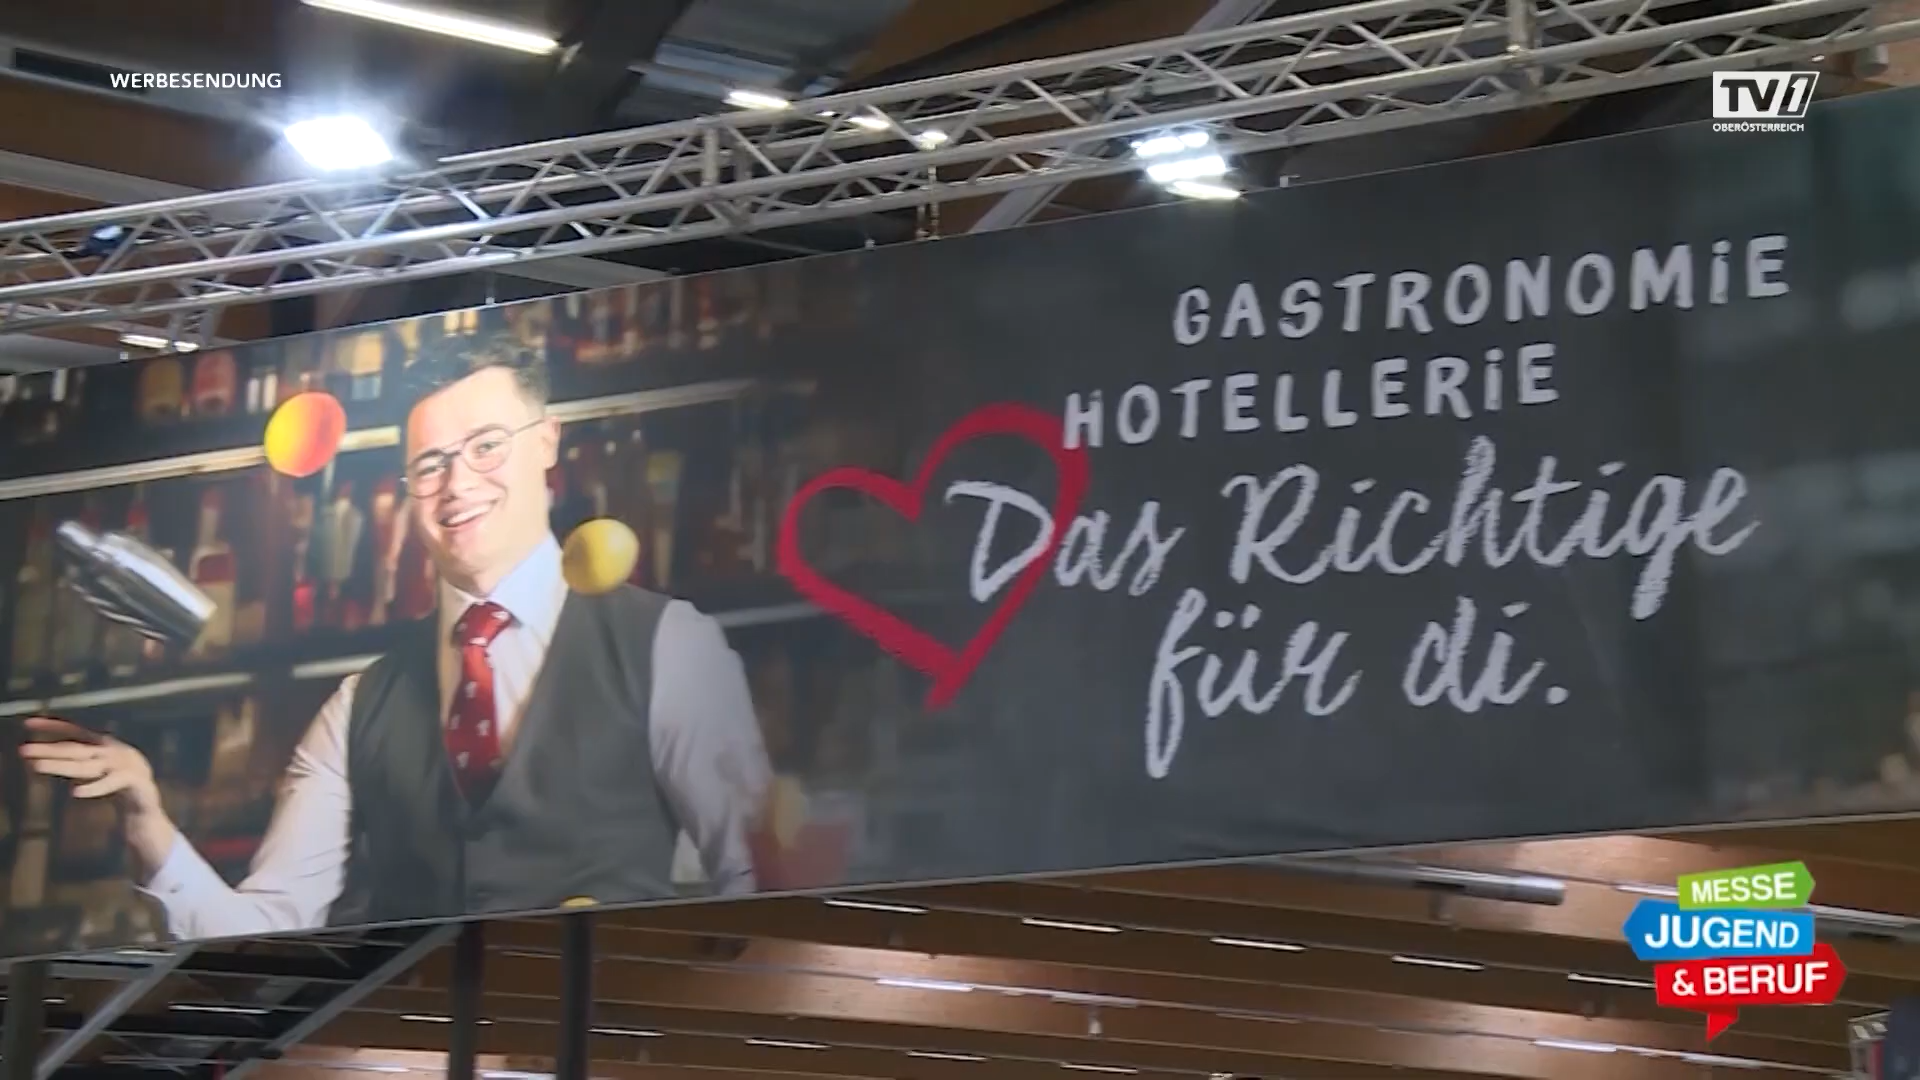 WERBESENDUNG
TV1
OBERÖSTERREICH
GASTRONOMiE
HOTELLERiE
Das Richtige
für di.
MESSE
JUGEND
& BERUF